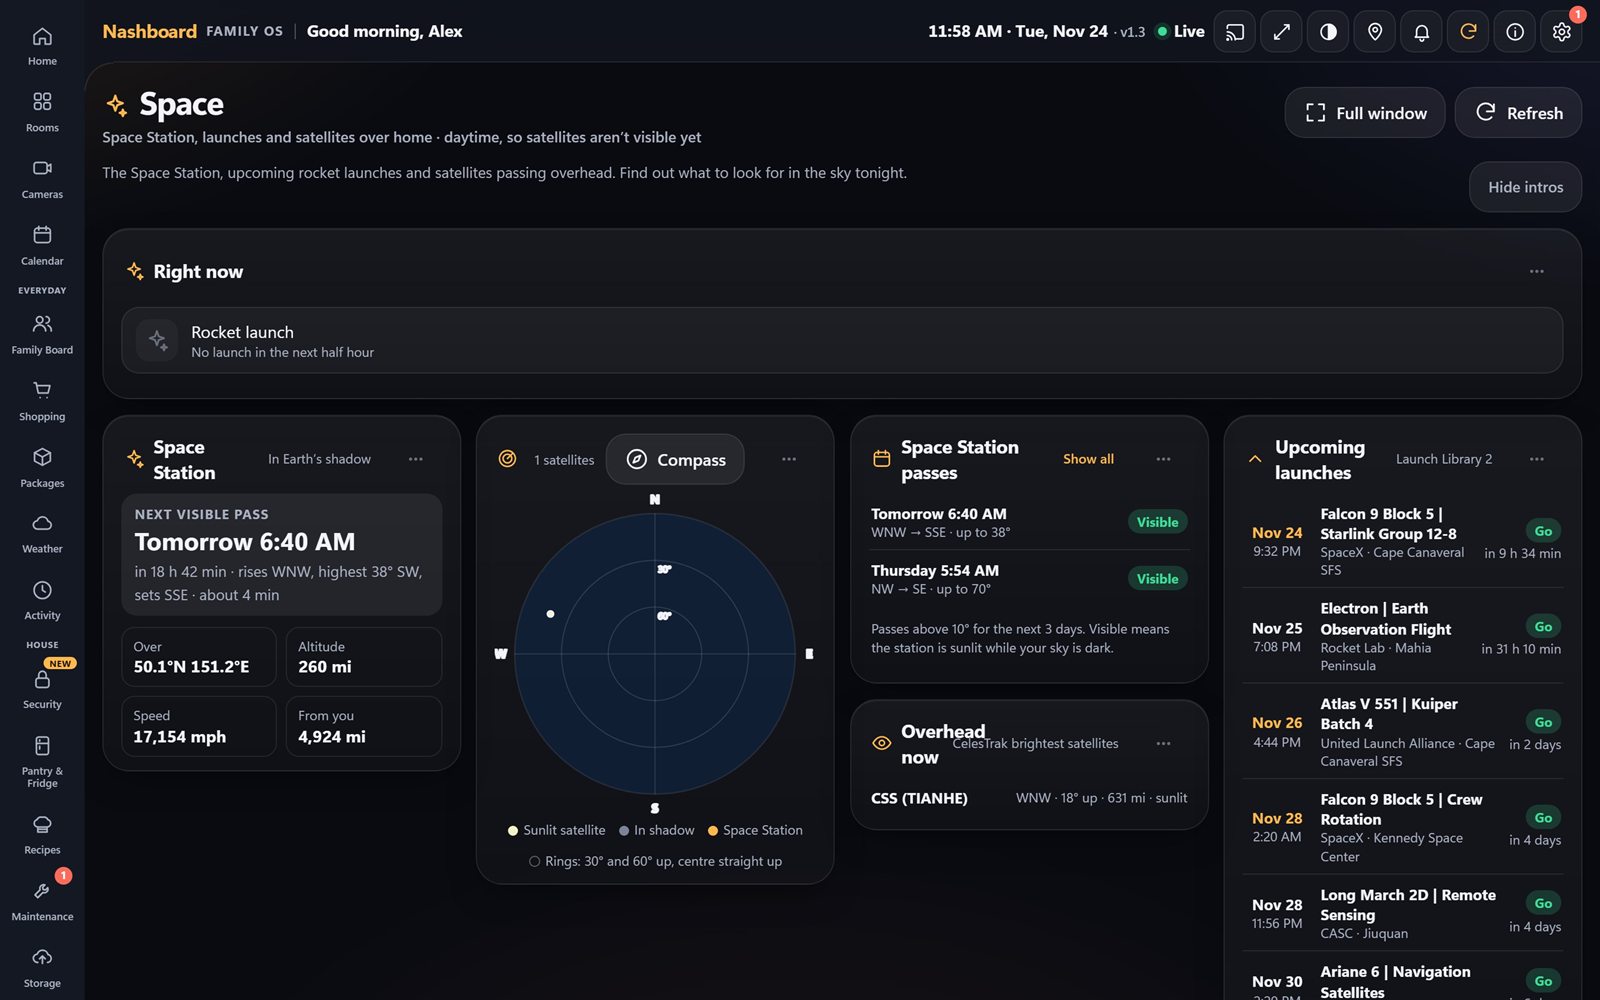 Nashboard FAMILY OS Good morning, Alex
11:58 AM · Tue, Nov 24 · v1.3 Live
1
Home
Rooms
Cameras
Calendar
EVERYDAY
Family Board
Shopping
Packages
Weather
Activity
HOUSE
NEW
Security
Pantry &
Fridge
Recipes
1
Maintenance
Storage
Space
Space Station, launches and satellites over home · daytime, so satellites aren’t visible yet
The Space Station, upcoming rocket launches and satellites passing overhead. Find out what to look for in the sky tonight.
Full window
Refresh
Hide intros
Right now
Rocket launch
No launch in the next half hour
Space
Station
In Earth's shadow
NEXT VISIBLE PASS
Tomorrow 6:40 AM
in 18 h 42 min · rises WNW, highest 38° SW,
sets SSE · about 4 min
Over
50.1°N 151.2°E
Altitude
260 mi
Speed
17,154 mph
From you
4,924 mi
1 satellites
Compass
N
30°
60°
W
E
S
Sunlit satellite In shadow Space Station
Rings: 30° and 60° up, centre straight up
Space Station
passes
Show all
Tomorrow 6:40 AM
WNW → SSE · up to 38°
Visible
Thursday 5:54 AM
NW → SE · up to 70°
Visible
Passes above 10° for the next 3 days. Visible means
the station is sunlit while your sky is dark.
Overhead
now
CelesTrak brightest satellites
CSS (TIANHE) WNW · 18° up · 631 mi · sunlit
Upcoming
launches
Launch Library 2
Nov 24
9:32 PM
Falcon 9 Block 5 |
Starlink Group 12-8
SpaceX · Cape Canaveral
SFS
Go
in 9 h 34 min
Nov 25
7:08 PM
Electron | Earth
Observation Flight
Rocket Lab · Mahia
Peninsula
Go
in 31 h 10 min
Nov 26
4:44 PM
Atlas V 551 | Kuiper
Batch 4
United Launch Alliance · Cape
Canaveral SFS
Go
in 2 days
Nov 28
2:20 AM
Falcon 9 Block 5 | Crew
Rotation
SpaceX · Kennedy Space
Center
Go
in 4 days
Nov 28
11:56 PM
Long March 2D | Remote
Sensing
CASC · Jiuquan
Go
in 4 days
Nov 30
Ariane 6 | Navigation
Satellites
Go